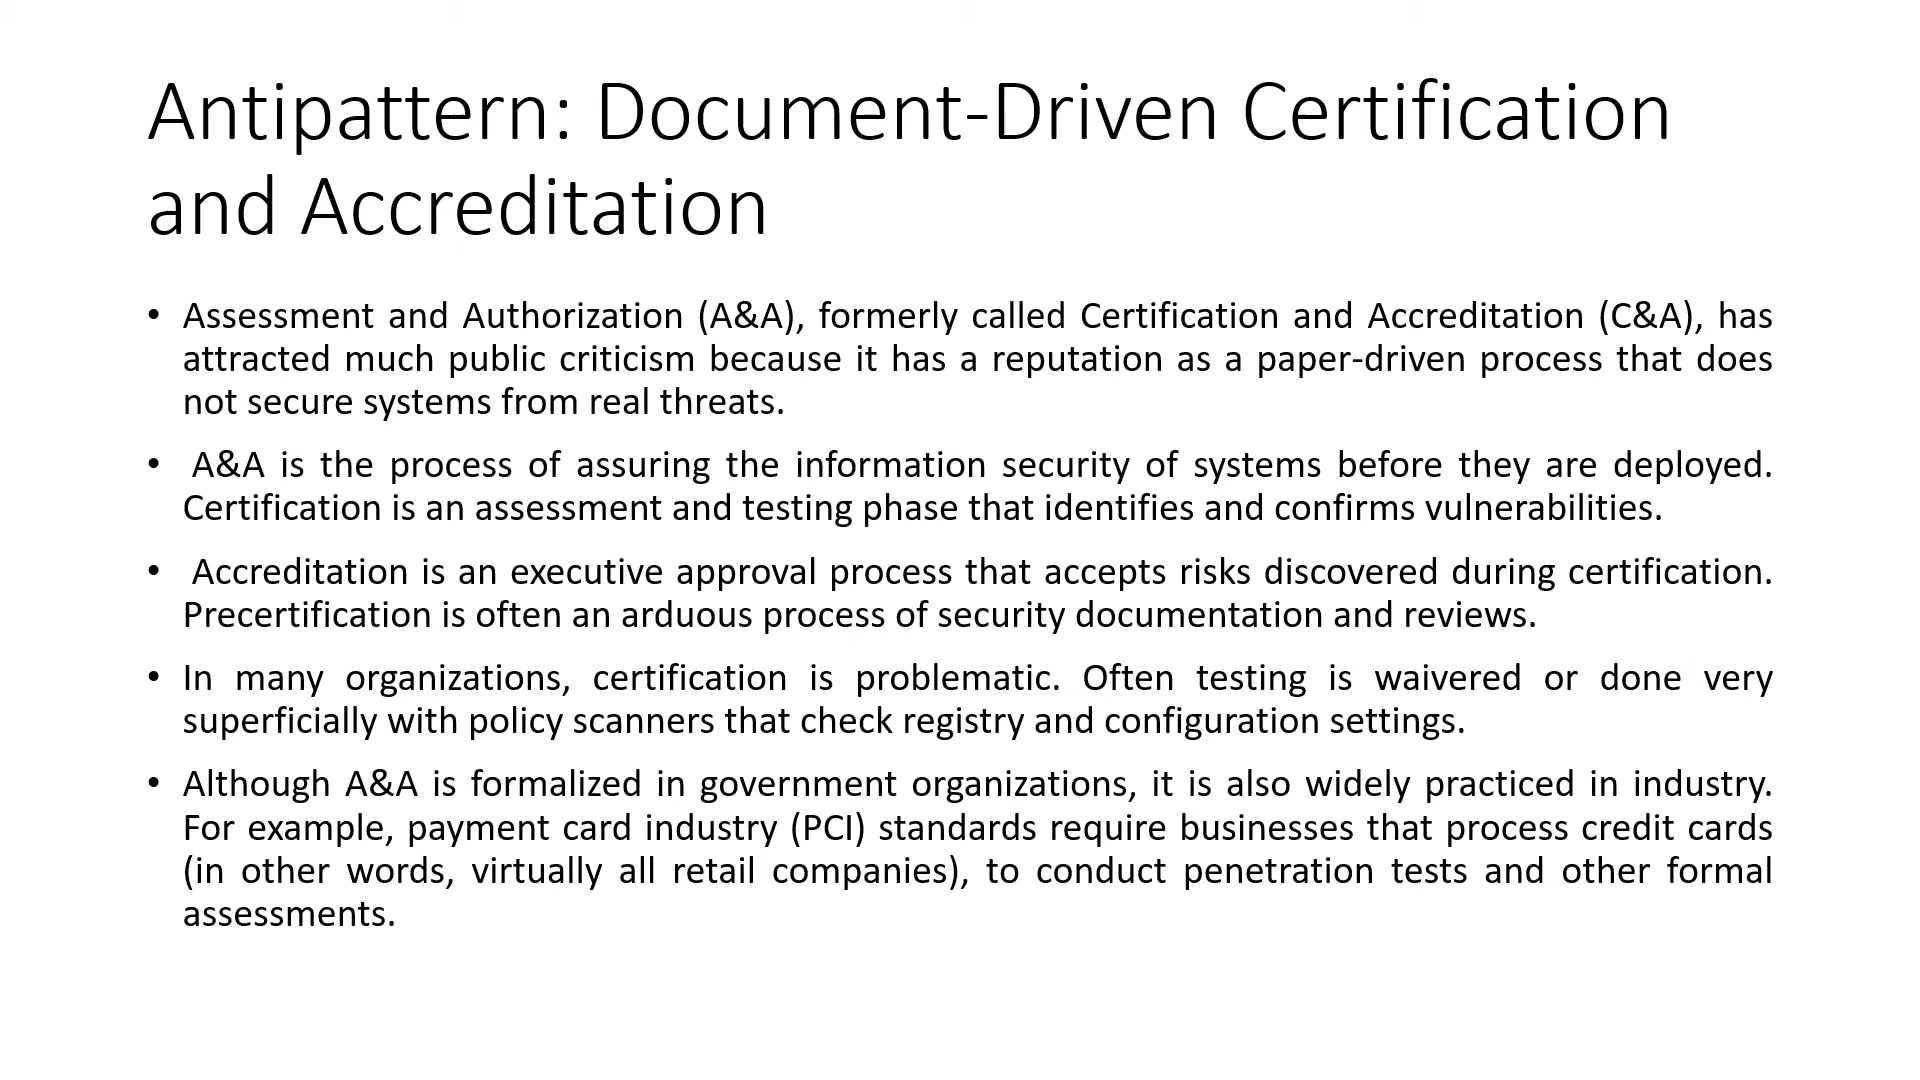 Antipattern: Document-Driven Certification
and Accreditation
• Assessment and Authorization (A&A), formerly called Certification and Accreditation (C&A), has
attracted much public criticism because it has a reputation as a paper-driven process that does
not secure systems from real threats.
• A&A is the process of assuring the information security of systems before they are deployed.
Certification is an assessment and testing phase that identifies and confirms vulnerabilities.
• Accreditation is an executive approval process that accepts risks discovered during certification.
Precertification is often an arduous process of security documentation and reviews.
• In many organizations, certification is problematic. Often testing is waivered or done very
superficially with policy scanners that check registry and configuration settings.
• Although A&A is formalized in government organizations, it is also widely practiced in industry.
For example, payment card industry (PCI) standards require businesses that process credit cards
(in other words, virtually all retail companies), to conduct penetration tests and other formal
assessments.